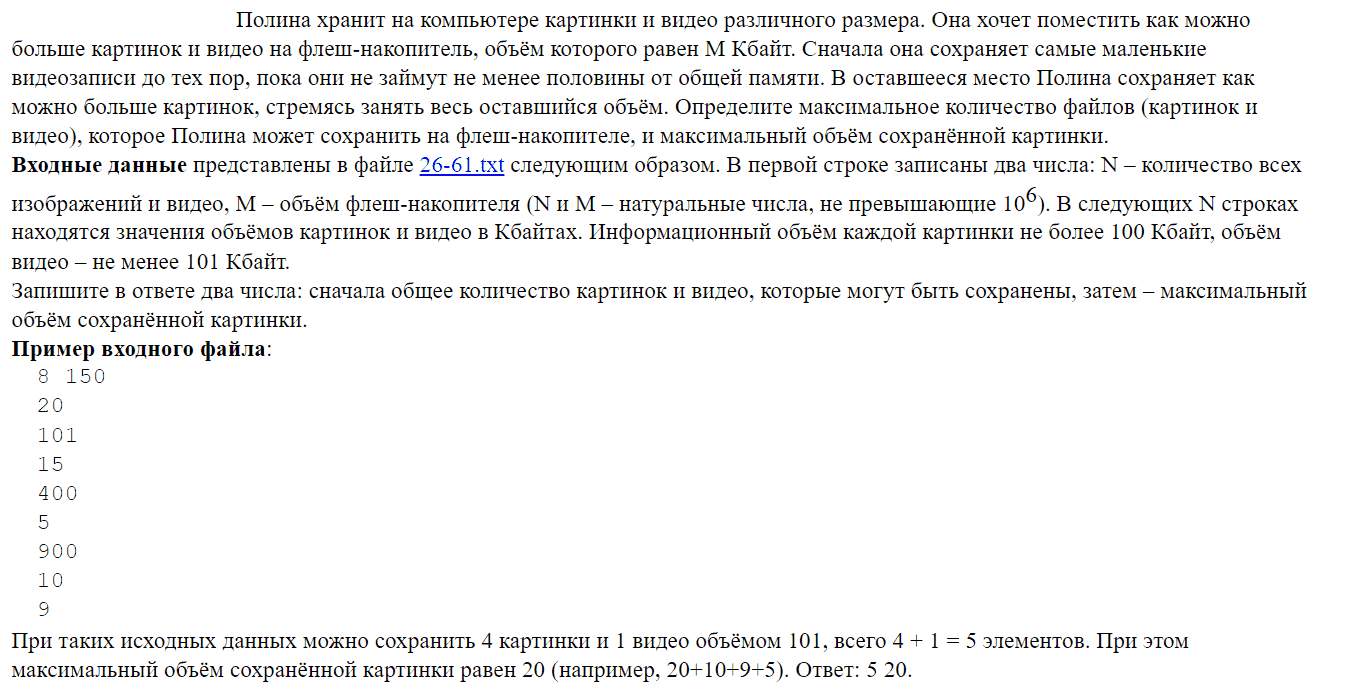 Полина хранит на компьютере картинки и видео различного размера. Она хочет поместить как можно
больше картинок и видео на флеш-накопитель, объём которого равен M Кбайт. Сначала она сохраняет самые маленькие
видеозаписи до тех пор, пока они не займут не менее половины от общей памяти. В оставшееся место Полина сохраняет как
можно больше картинок, стремясь занять весь оставшийся объём. Определите максимальное количество файлов (картинок и
видео), которое Полина может сохранить на флеш-накопителе, и максимальный объём сохранённой картинки.
Входные данные представлены в файле 26-61.txt следующим образом. В первой строке записаны два числа: N – количество всех
изображений и видео, M – объём флеш-накопителя (N и M – натуральные числа, не превышающие 10^6). В следующих N строках
находятся значения объёмов картинок и видео в Кбайтах. Информационный объём каждой картинки не более 100 Кбайт, объём
видео – не менее 101 Кбайт.
Запишите в ответе два числа: сначала общее количество картинок и видео, которые могут быть сохранены, затем – максимальный
объём сохранённой картинки.
Пример входного файла:
8 150
20
101
15
400
5
900
10
9
При таких исходных данных можно сохранить 4 картинки и 1 видео объёмом 101, всего 4 + 1 = 5 элементов. При этом
максимальный объём сохранённой картинки равен 20 (например, 20+10+9+5). Ответ: 5 20.